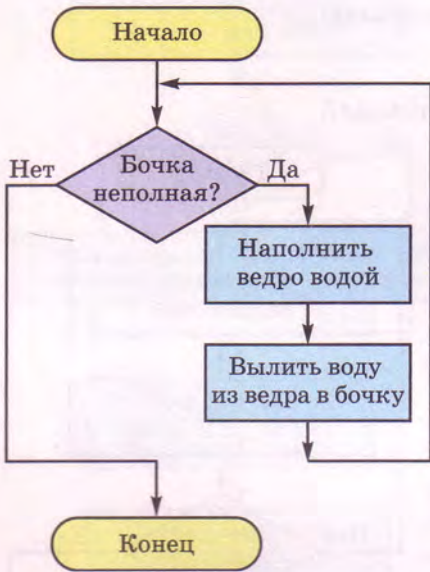 Начало
Бочка
неполная?
Нет
Да
Наполнить
ведро водой
Вылить воду
из ведра в бочку
Конец